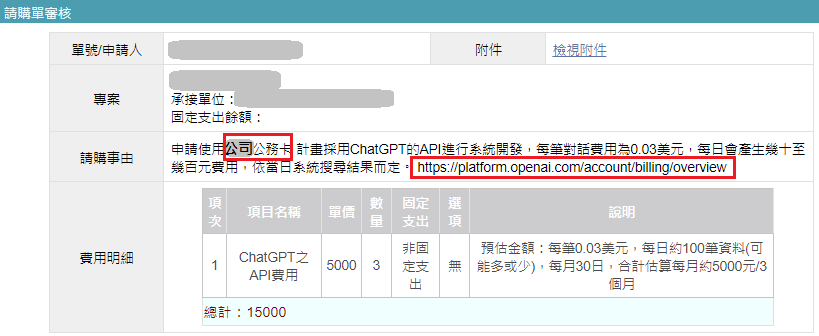 請購單審核
單號/申請人
附件
檢視附件
專案
承接單位：
固定支出餘額：
請購事由
申請使用公司公務卡 計畫採用ChatGPT的API進行系統開發，每筆對話費用為0.03美元，每日會產生幾十至
幾百元費用，依當日系統搜尋結果而定。https://platform.openai.com/account/billing/overview
費用明細
項次 項目名稱 單價 數量 固定支出 選項 說明
1 ChatGPT之API費用 5000 3 非固定支出 無 預估金額：每筆0.03美元，每日約100筆資料(可能多或少)，每月30日，合計估算每月約5000元/3個月
總計：15000